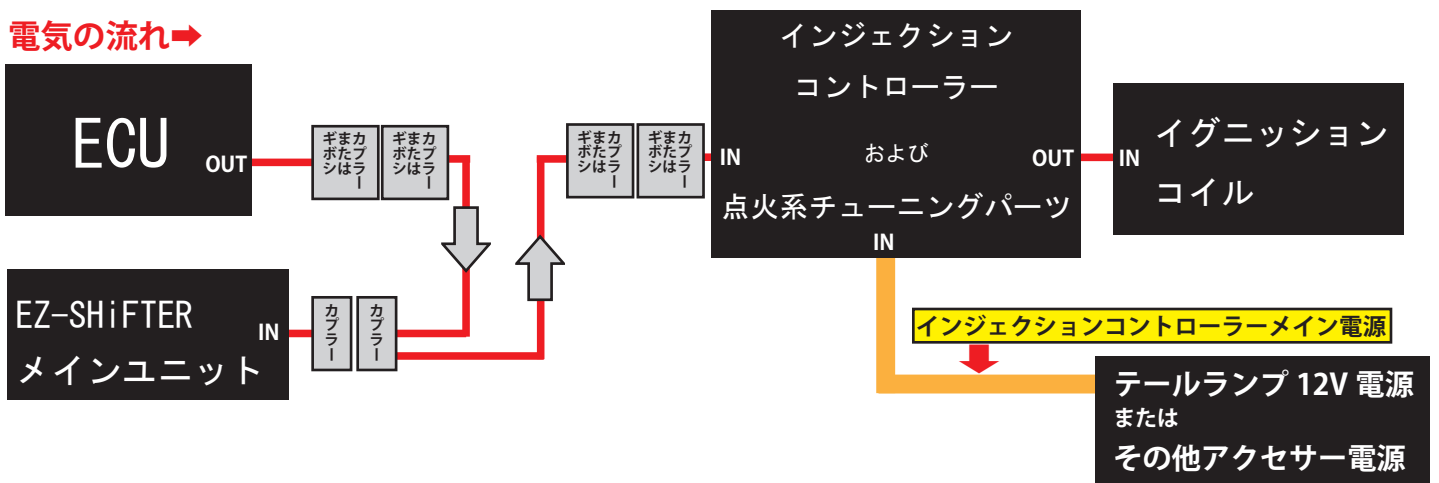 電気の流れ➡
ECU
OUT
カプラー
または
ギボシ
カプラー
または
ギボシ
EZ-SHiFTER
メインユニット
IN
カプラー
カプラー
カプラー
または
ギボシ
カプラー
または
ギボシ
インジェクション
コントローラー
および
点火系チューニングパーツ
IN
OUT
IN
IN
イグニッション
コイル
インジェクションコントローラーメイン電源
テールランプ 12V 電源
または
その他アクセサー電源